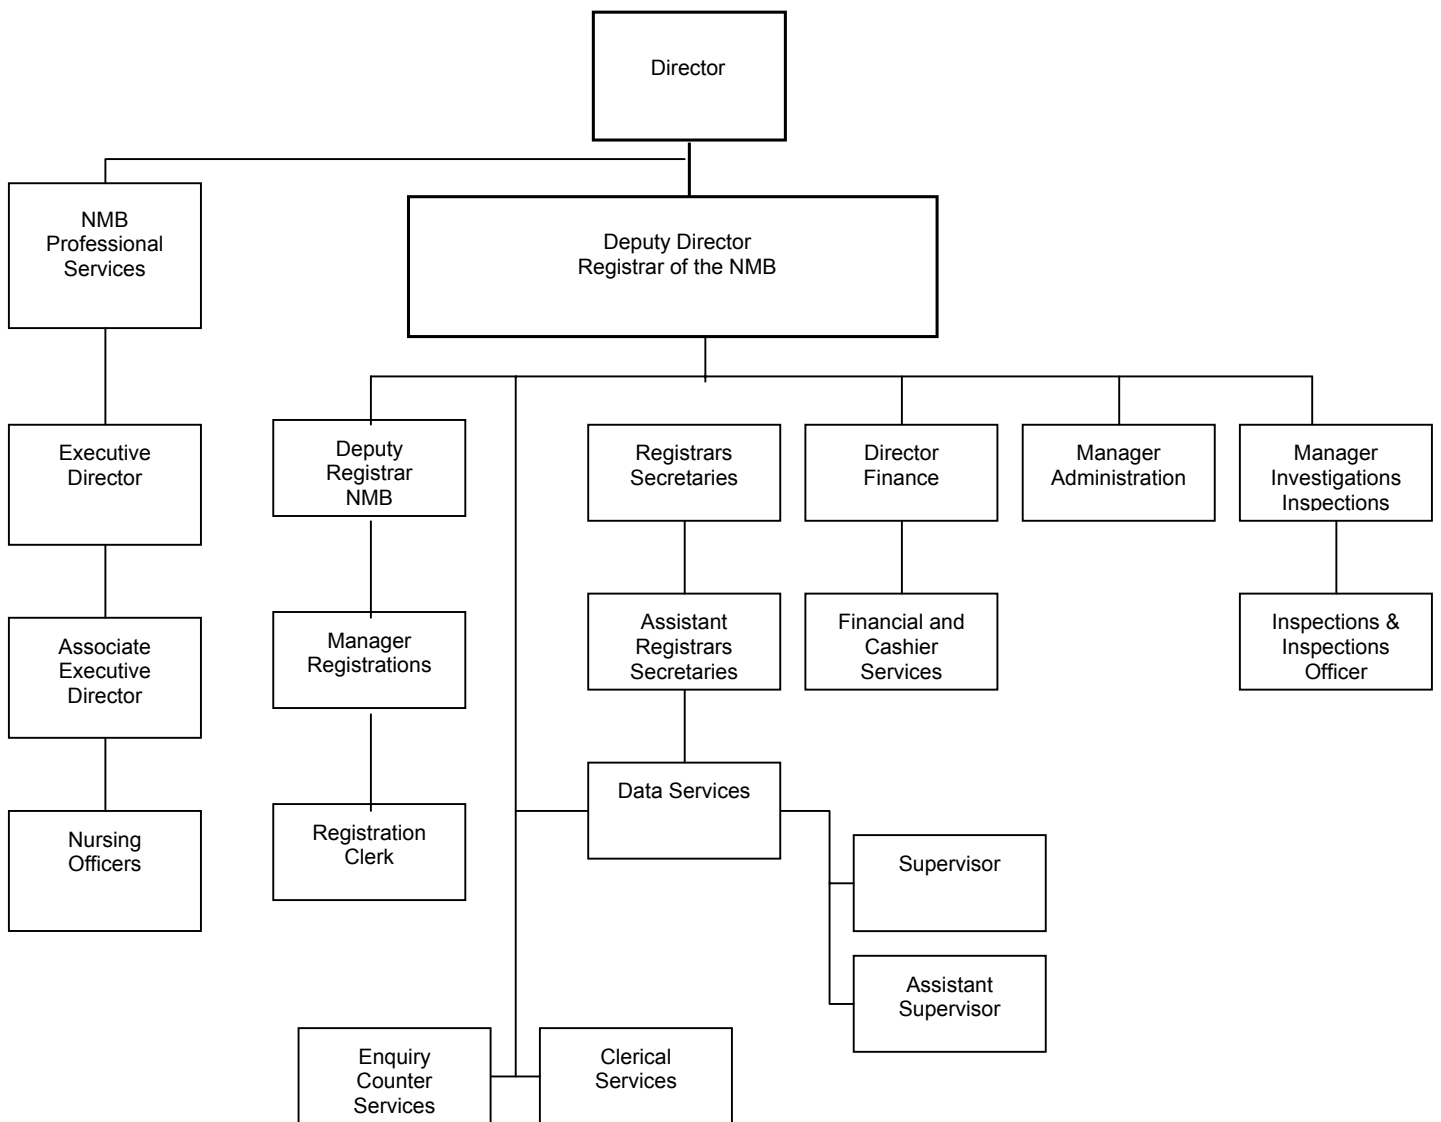 Director
NMB
Professional
Services
Deputy Director
Registrar of the NMB
Executive
Director
Deputy
Registrar
NMB
Registrars
Secretaries
Director
Finance
Manager
Administration
Manager
Investigations
Inspections
Associate
Executive
Director
Manager
Registrations
Assistant
Registrars
Secretaries
Financial and
Cashier
Services
Inspections &
Inspections
Officer
Data Services
Nursing
Officers
Registration
Clerk
Supervisor
Assistant
Supervisor
Enquiry
Counter
Services
Clerical
Services